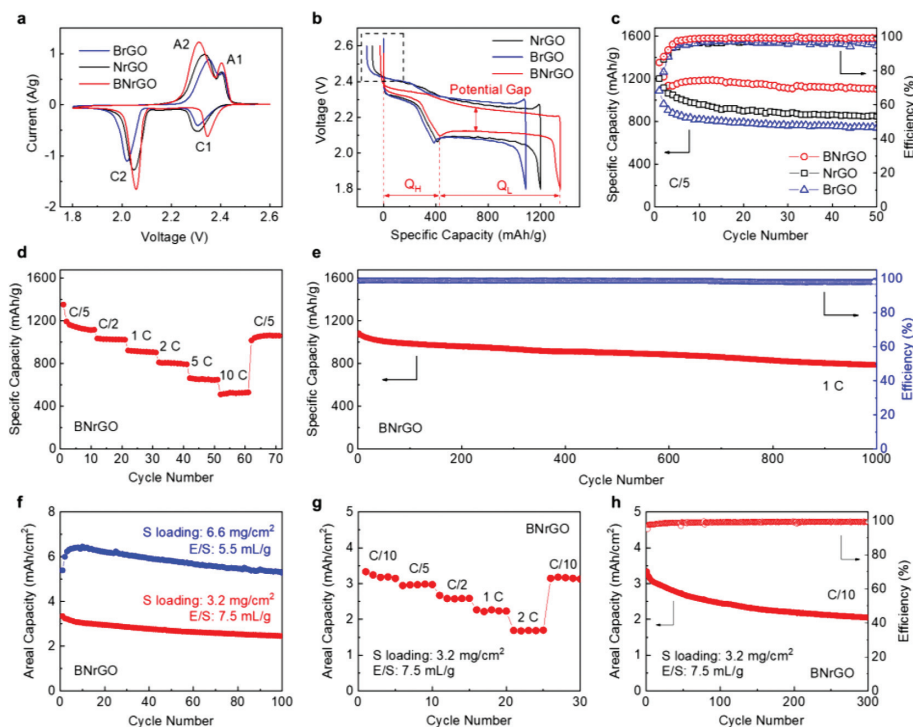 a
A2
A1
BrGO
NrGO
BNrGO
C2
C1
1.0
0.5
0.0
-0.5
-1.0
-1.5
-2.0
Current (A/g)
1.8
2.0
2.2
2.4
2.6
Voltage (V)
b
NrGO
BrGO
BNrGO
Potential Gap
QH
QL
2.6
2.4
2.2
2.0
1.8
Voltage (V)
0
400
800
1200
Specific Capacity (mAh/g)
c
1600
1200
800
400
0
Specific Capacity (mAh/g)
C/5
BNrGO
NrGO
BrGO
100
80
60
40
20
0
Efficiency (%)
0
10
20
30
40
50
Cycle Number
d
1600
1200
800
400
0
Specifc Capacity (mAh/g)
C/5
C/2
1 C
2 C
5 C
10 C
C/5
BNrGO
0
10
20
30
40
50
60
70
Cycle Number
e
1600
1200
800
400
0
Specific Capacity (mAh/g)
1 C
BNrGO
100
80
60
40
20
0
Efficiency (%)
0
200
400
600
800
1000
Cycle Number
f
8
6
4
2
0
Areal Capacity (mAh/cm2
)
S loading: 6.6 mg/cm2
E/S: 5.5 mL/g
S loading: 3.2 mg/cm2
E/S: 7.5 mL/g
BNrGO
0
20
40
60
80
100
Cycle Number
g
BNrGO
5
4
3
2
1
0
Areal Capacity (mAh/cm2)
C/10
C/5
C/2
1 C
2 C
C/10
S loading: 3.2 mg/cm2
E/S: 7.5 mL/g
0
10
20
30
Cycle Number
h
5
4
3
2
1
0
Areal Capacity (mAh/cm2)
C/10
S loading: 3.2 mg/cm2
E/S: 7.5 mL/g
BNrGO
100
80
60
40
20
0
Efficiency (%)
0
100
200
300
Cycle Number